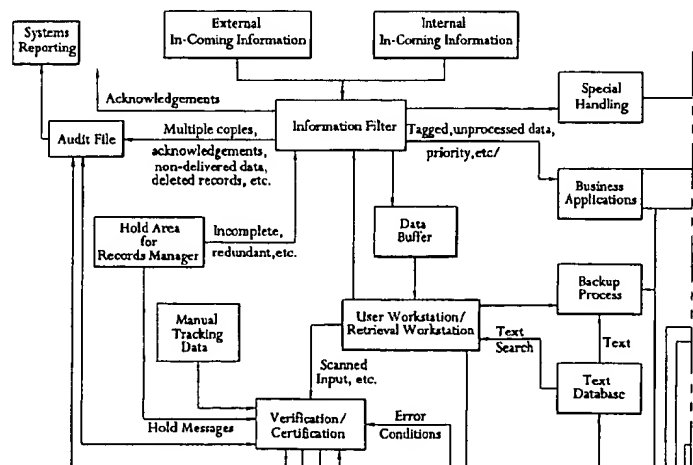 External
In-Coming Information
Internal
In-Coming Information
Systems
Reporting
Acknowledgements
Special
Handling
Audit File
Multiple copies,
acknowledgements,
non-delivered data,
deleted records, etc.
Information Filter
Tagged,unprocessed data,
priority,etc/
Business
Applications
Hold Area
for
Records Manager
Incomplete,
redundant,etc.
Data
Buffer
Backup
Process
Manual
Tracking
Data
User Workstation/
Retrieval Workstation
Text
Search
Text
Scanned
Input, etc.
Text
Database
Verification/
Certification
Hold Messages
Error
Conditions